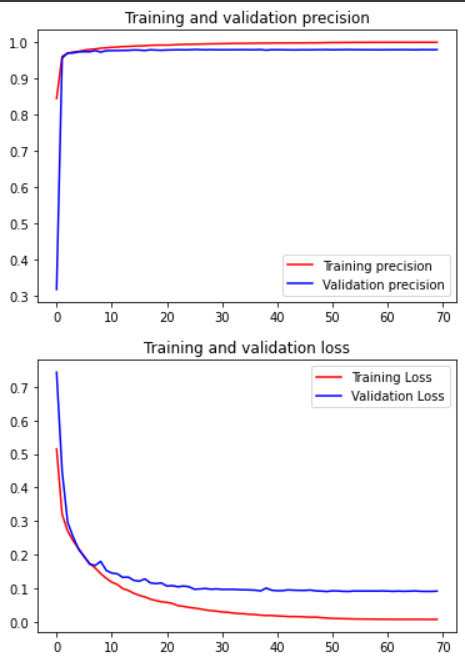 Training and validation precision
1.0
0.9
0.8
0.7
0.6
0.5
0.4
0.3
Training precision
Validation precision
0 10 20 30 40 50 60 70
Training and validation loss
Training Loss
Validation Loss
0.7
0.6
0.5
0.4
0.3
0.2
0.1
0.0
0 10 20 30 40 50 60 70